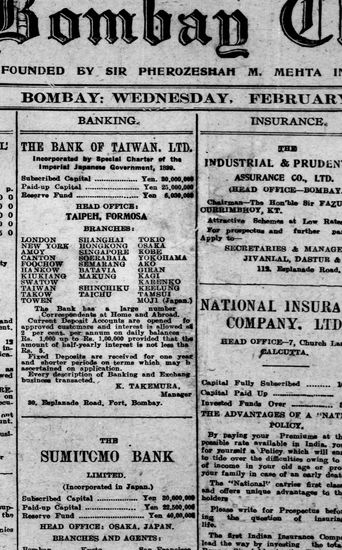 Bombay C
FOUNDED BY SIR PHEROZESHAH M. MEHTA IN
BOMBAY: WEDNESDAY, FEBRUARY
BANKING.
THE BANK OF TAIWAN, LTD.
Incorporated by Special Charter of the
Imperial Japanese Government, 1899.
Subscribed Capital Yen. 30,000,000
Paid-up Capital Yen 25,000,000
Reserve Fund Yen 6,030,000
HEAD OFFICE:
TAIPEH, FORMOSA
BRANCHES:
LONDON SHANGHAI TOKIO
NEW YORK HONGKONG OSAKA
AMOY SINGAPORE KOBE
CANTON SOERABAIA YOKOHAMA
FOOCHOW SEMARANG AKO
HANKOW BATAVIA GIRAN
KIUKIANG MAKUNG KAGI
SWATOW KARENKO
TAINAN SHINCHIKU KEELUNG
TAKOW TAICHU TAMSUI
TOWEN MOJI (Japan.)
The Bank has a large number
Correspondents at Home and Abroad.
Current Deposit Accounts are opened fo
approved customers and interest is allowed at
2 per cent. per annum on daily balances
Rs. 1,000 up to Rs. 1,00,000 provided that the
amount of half-yearly interest is not less tha
Rs. 5.
Fixed Deposits are received for one year
and shorter periods on terms which may be
ascertained on application.
Every description of Banking and Exchang
business transacted.
K. TAKEMURA,
Manager
30, Esplanade Road, Fort, Bombay.
THE
SUMITOMO BANK
LIMITED.
(Incorporated in Japan.)
Subscribed Capital Yen 30,000,000
Paid-up Capital Yen 22,500,000
Reserve Fund Yen
HEAD OFFICE: OSAKA, JAPAN.
BRANCHES AND AGENTS:
INSURANCE.
THE
INDUSTRIAL & PRUDEN
ASSURANCE CO., LTD.
(HEAD OFFICE—BOMBAY.
Chairman—The Hon'ble Sir FAZU
CURRIMBHOY, KT.
Attractive Schemes at Low Rates
For prospectus and further pa
Apply to—
SECRETARIES & MANAGE
JIVANLAL, DASTUR &
112, Esplanade Road,
NATIONAL INSURA
COMPANY, LTD
HEAD OFFICE—7, Church La
CALCUTTA.
Capital Fully Subscribed
Capital Paid Up
Invested Funds Over
THE ADVANTAGES OF A "NAT
POLICY.
By paying your Premiums at th
possible rate available in India, yo
for yourself a Policy which will ena
to tide over the difficulties owing to
of income in your old age or pro
your family in case of an early deat
The "National" carries first class
and offers unique advantages to th
holders.
Please write for Prospectus befor
ing the question of insurin
life.
The first Indian Insurance Comp
lead the way by investing the tota